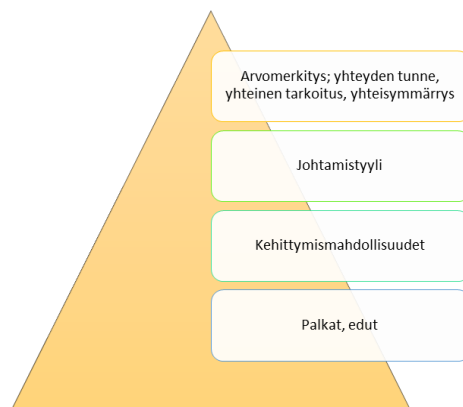 Arvomerkitys; yhteyden tunne,
yhteinen tarkoitus, yhteisymmärrys
Johtamistyyli
Kehittymismahdollisuudet
Palkat, edut